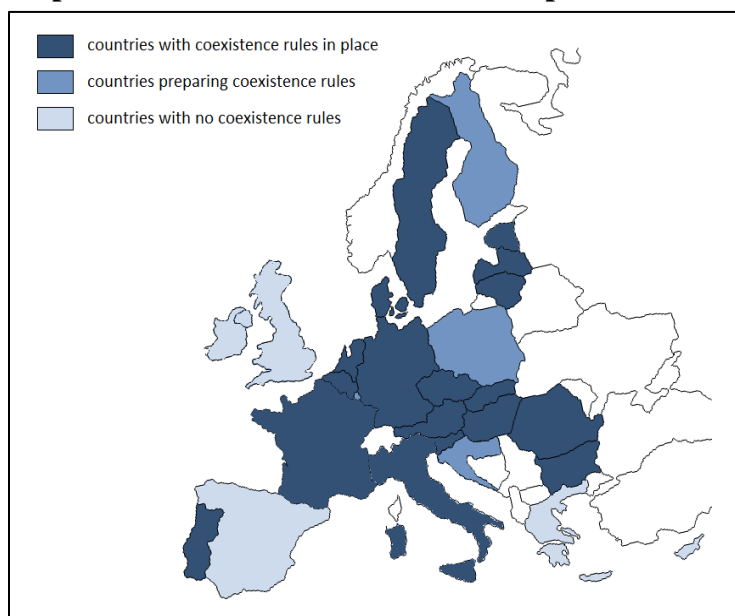 countries with coexistence rules in place
countries preparing coexistence rules
countries with no coexistence rules